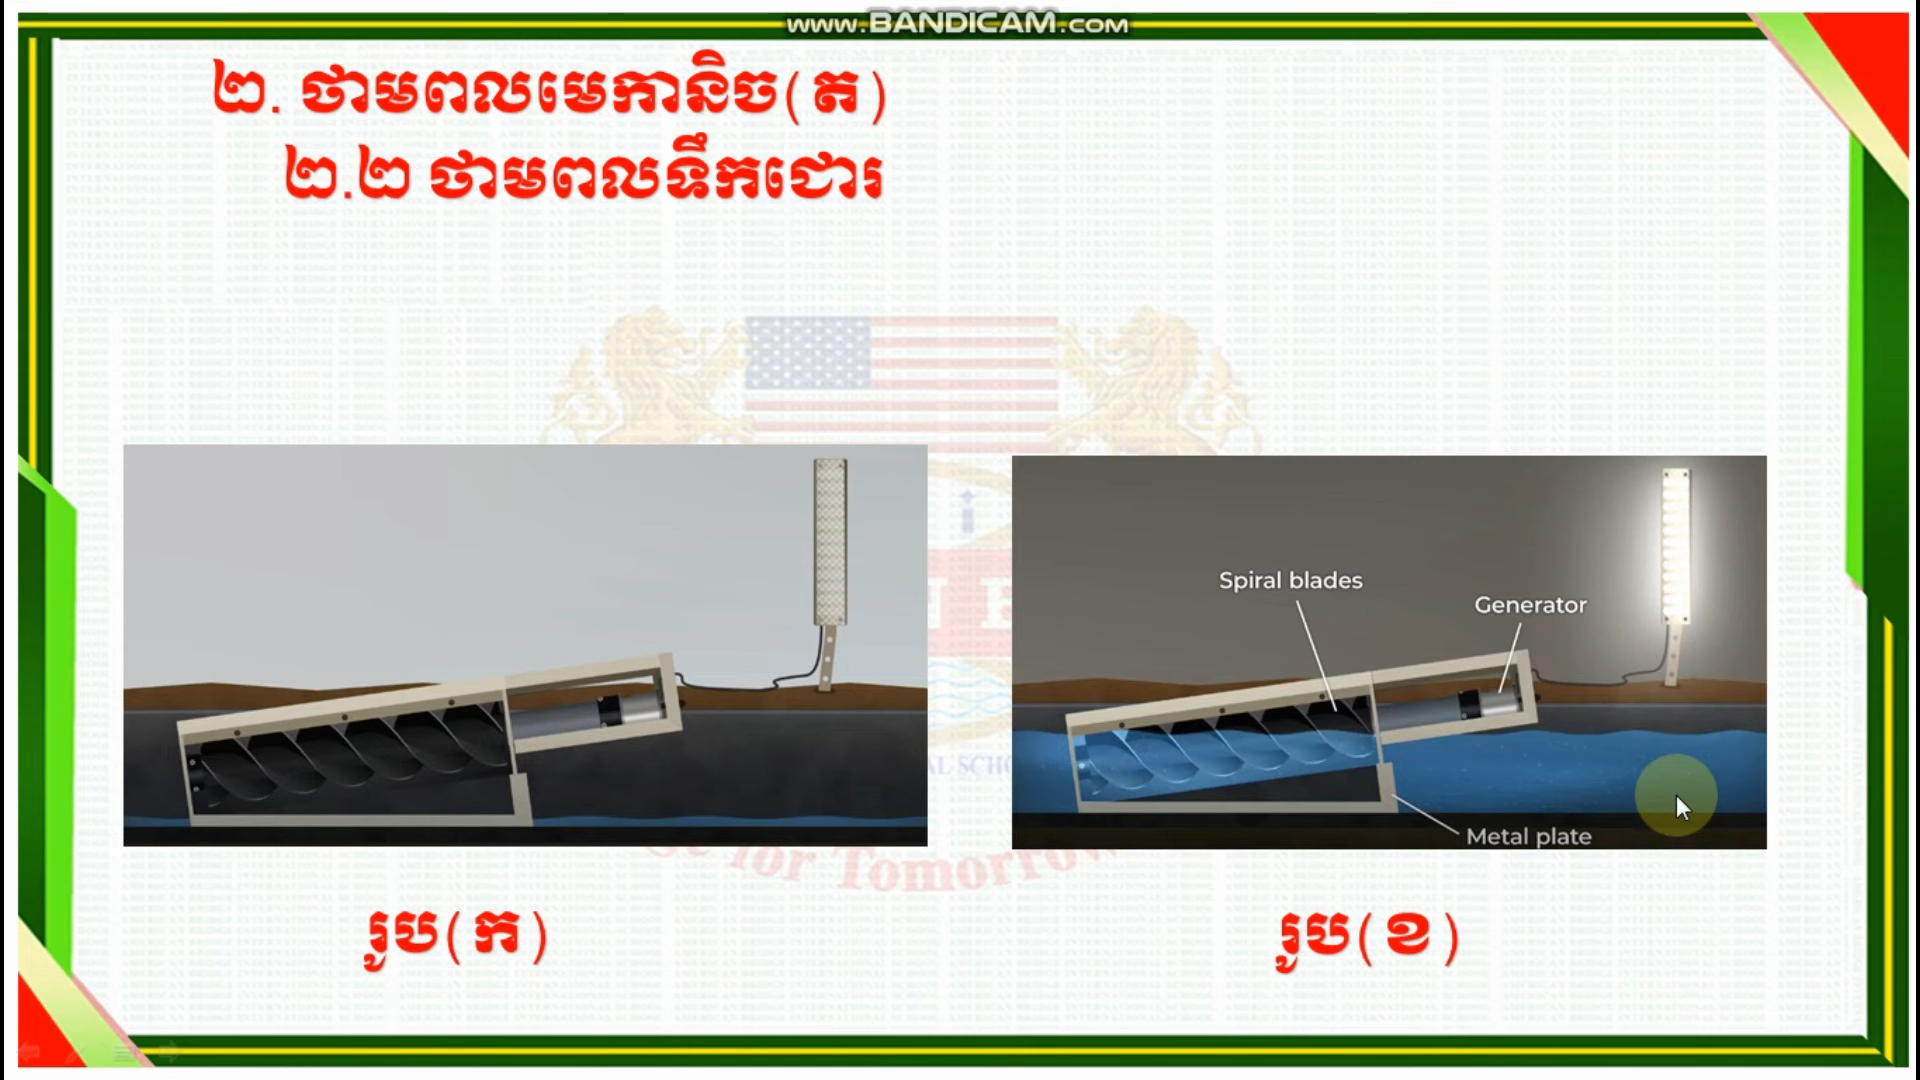 www.BANDICAM.com
២. ថាមពលមេកានិច(ត)
២.២ ថាមពលទឹកជោរ
Spiral blades
Generator
Metal plate
រូប(ក)
រូប(ខ)